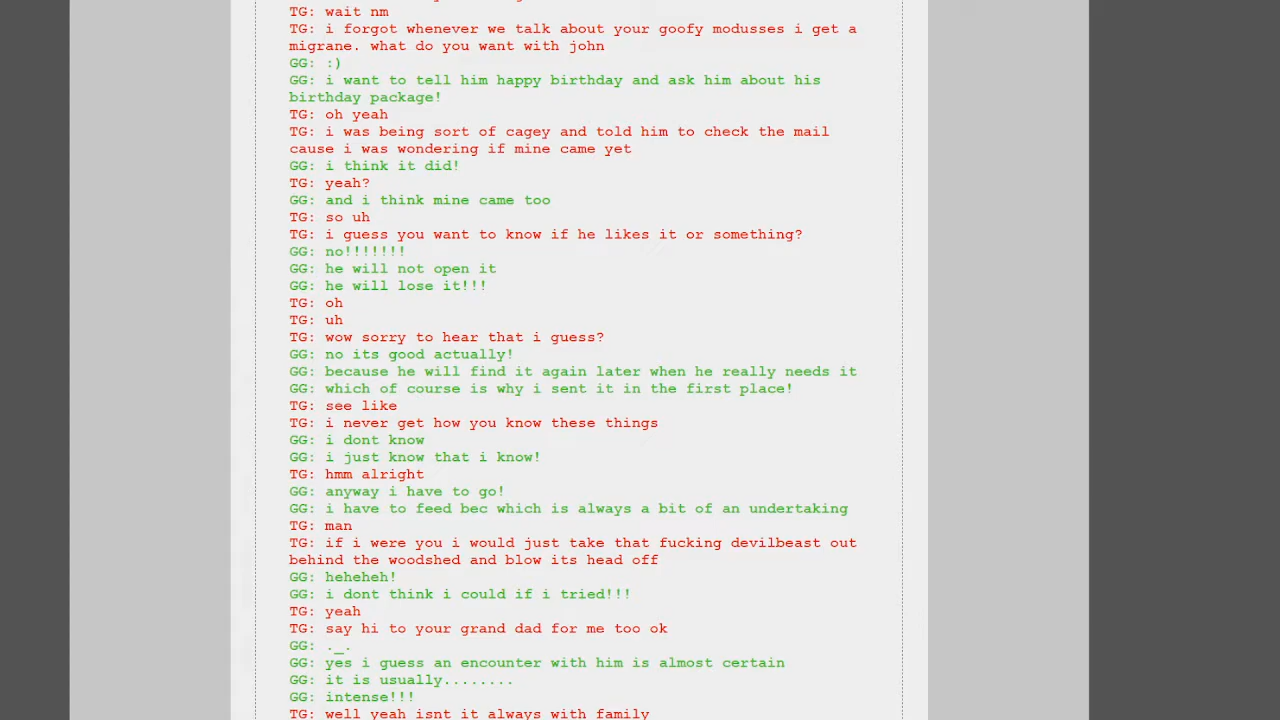 TG: wait nm
TG: i forgot whenever we talk about your goofy modusses i get a
migrane. what do you want with john
GG: :)
GG: i want to tell him happy birthday and ask him about his
birthday package!
TG: oh yeah
TG: i was being sort of cagey and told him to check the mail
cause i was wondering if mine came yet
GG: i think it did!
TG: yeah?
GG: and i think mine came too
TG: so uh
TG: i guess you want to know if he likes it or something?
GG: no!!!!!!!
GG: he will not open it
GG: he will lose it!!!
TG: oh
TG: uh
TG: wow sorry to hear that i guess?
GG: no its good actually!
GG: because he will find it again later when he really needs it
GG: which of course is why i sent it in the first place!
TG: see like
TG: i never get how you know these things
GG: i dont know
GG: i just know that i know!
TG: hmm alright
GG: anyway i have to go!
GG: i have to feed bec which is always a bit of an undertaking
TG: man
TG: if i were you i would just take that fucking devilbeast out
behind the woodshed and blow its head off
GG: heheheh!
GG: i dont think i could if i tried!!!
TG: yeah
TG: say hi to your grand dad for me too ok
GG: ._.
GG: yes i guess an encounter with him is almost certain
GG: it is usually........
GG: intense!!!
TG: well yeah isnt it always with family